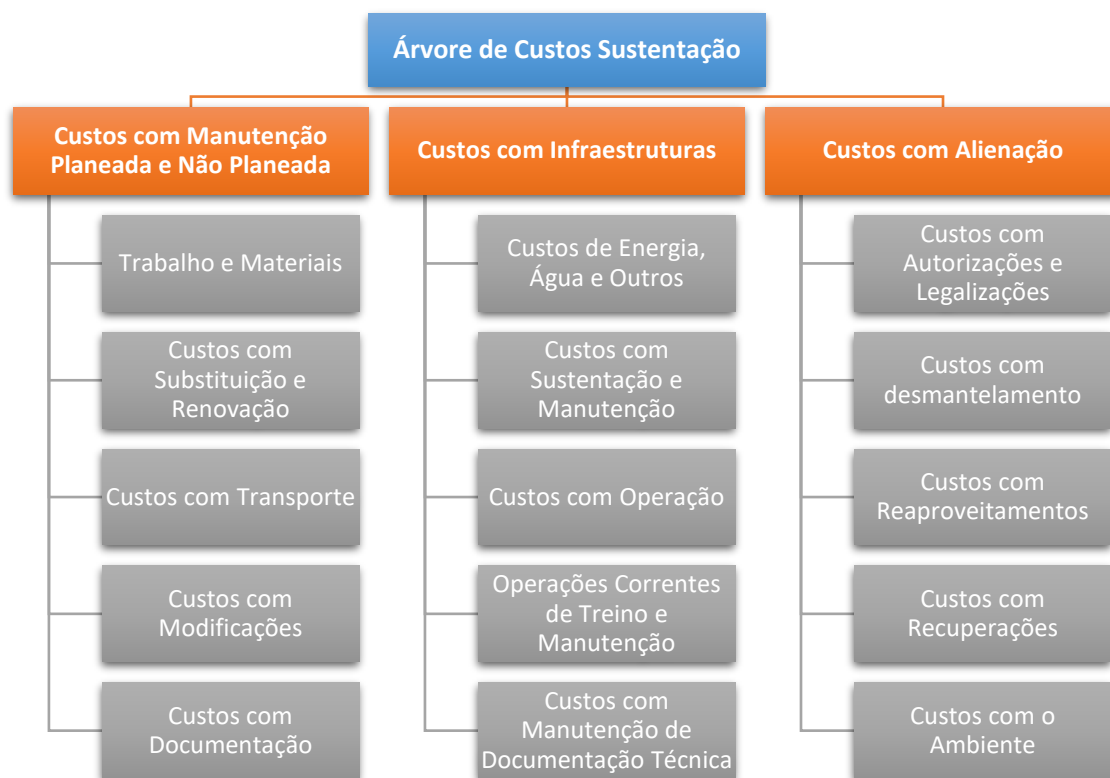 Árvore de Custos Sustentação
Custos com Manutenção
Planeada e Não Planeada
Trabalho e Materiais
Custos com
Substituição e
Renovação
Custos com Transporte
Custos com
Modificações
Custos com
Documentação
Custos com Infraestruturas
Custos de Energia,
Água e Outros
Custos com
Sustentação e
Manutenção
Custos com Operação
Operações Correntes
de Treino e
Manutenção
Custos com
Manutenção de
Documentação Técnica
Custos com Alienação
Custos com
Autorizações e
Legalizações
Custos com
desmantelamento
Custos com
Reaproveitamentos
Custos com
Recuperações
Custos com o
Ambiente